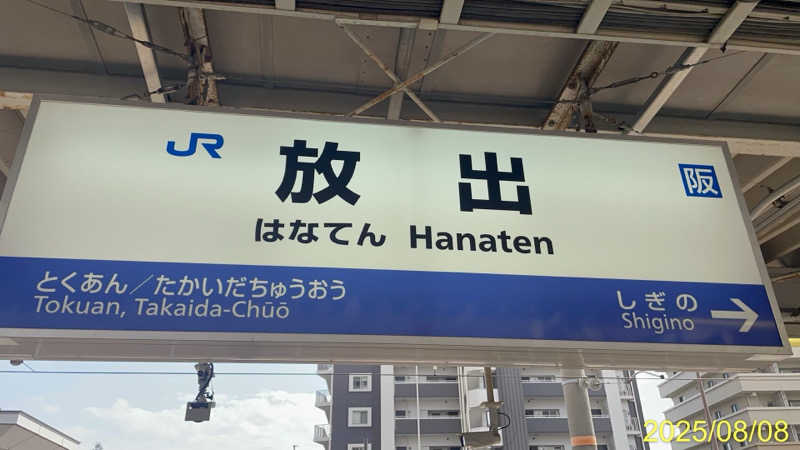 JR 放出 阪
はなてん Hanaten
とくあん／たかいだちゅうおう
Tokuan, Takaida-Chūō
しぎの
Shigino
2025/08/08